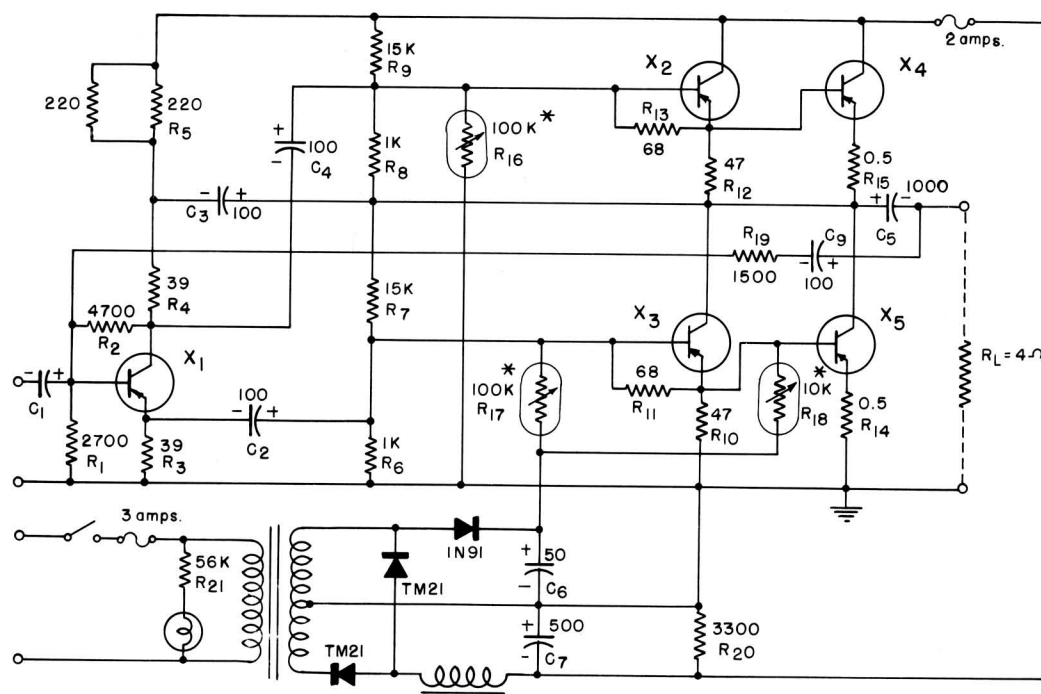 15K
R9
220
220
R5
+
-
100
C4
1K
R8
100K *
R16
X2
R13
68
X4
2 amps.
47
R12
0.5
R15
1000
+ -
C5
- +
C3 100
R19
1500
C9
- +
100
39
R4
15K
R7
4700
R2
X1
X3
X5
RL = 4 Ω
- +
C1
100
- +
C2
2700
R1
39
R3
1K
R6
*
100K
R17
68
R11
47
R10
*
10K
R18
0.5
R14
3 amps.
56K
R21
TM21
1N91
+ 50
- C6
+ 500
- C7
3300
R20
TM21